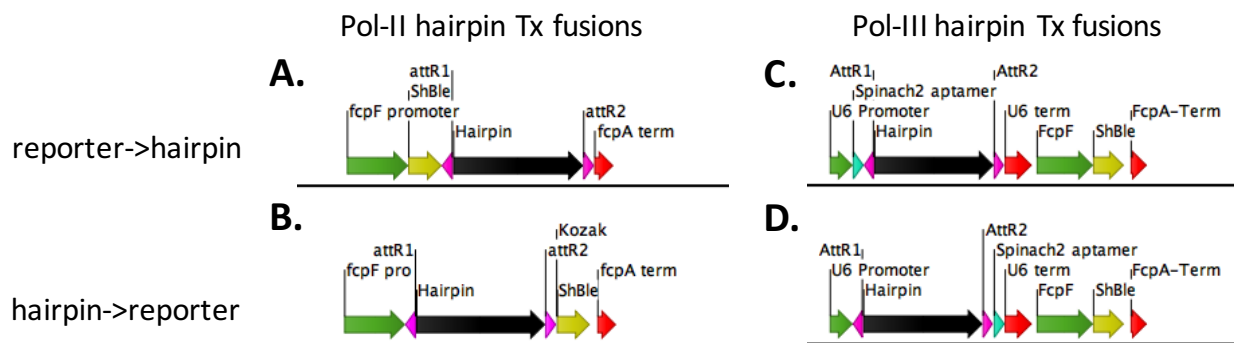 Pol-II hairpin Tx fusions
Pol-III hairpin Tx fusions
reporter->hairpin
A.
attR1
ShBle
fcpF promoter
attR2
Hairpin
fcpA term
C.
AttR1
AttR2
Spinach2 aptamer
U6 Promoter
U6 term
FcpA-Term
Hairpin
FcpF
ShBle
hairpin->reporter
B.
Kozak
attR1
attR2
fcpF pro
fcpA term
Hairpin
ShBle
D.
AttR2
AttR1
Spinach2 aptamer
U6 Promoter
U6 term
FcpA-Term
Hairpin
FcpF
ShBle